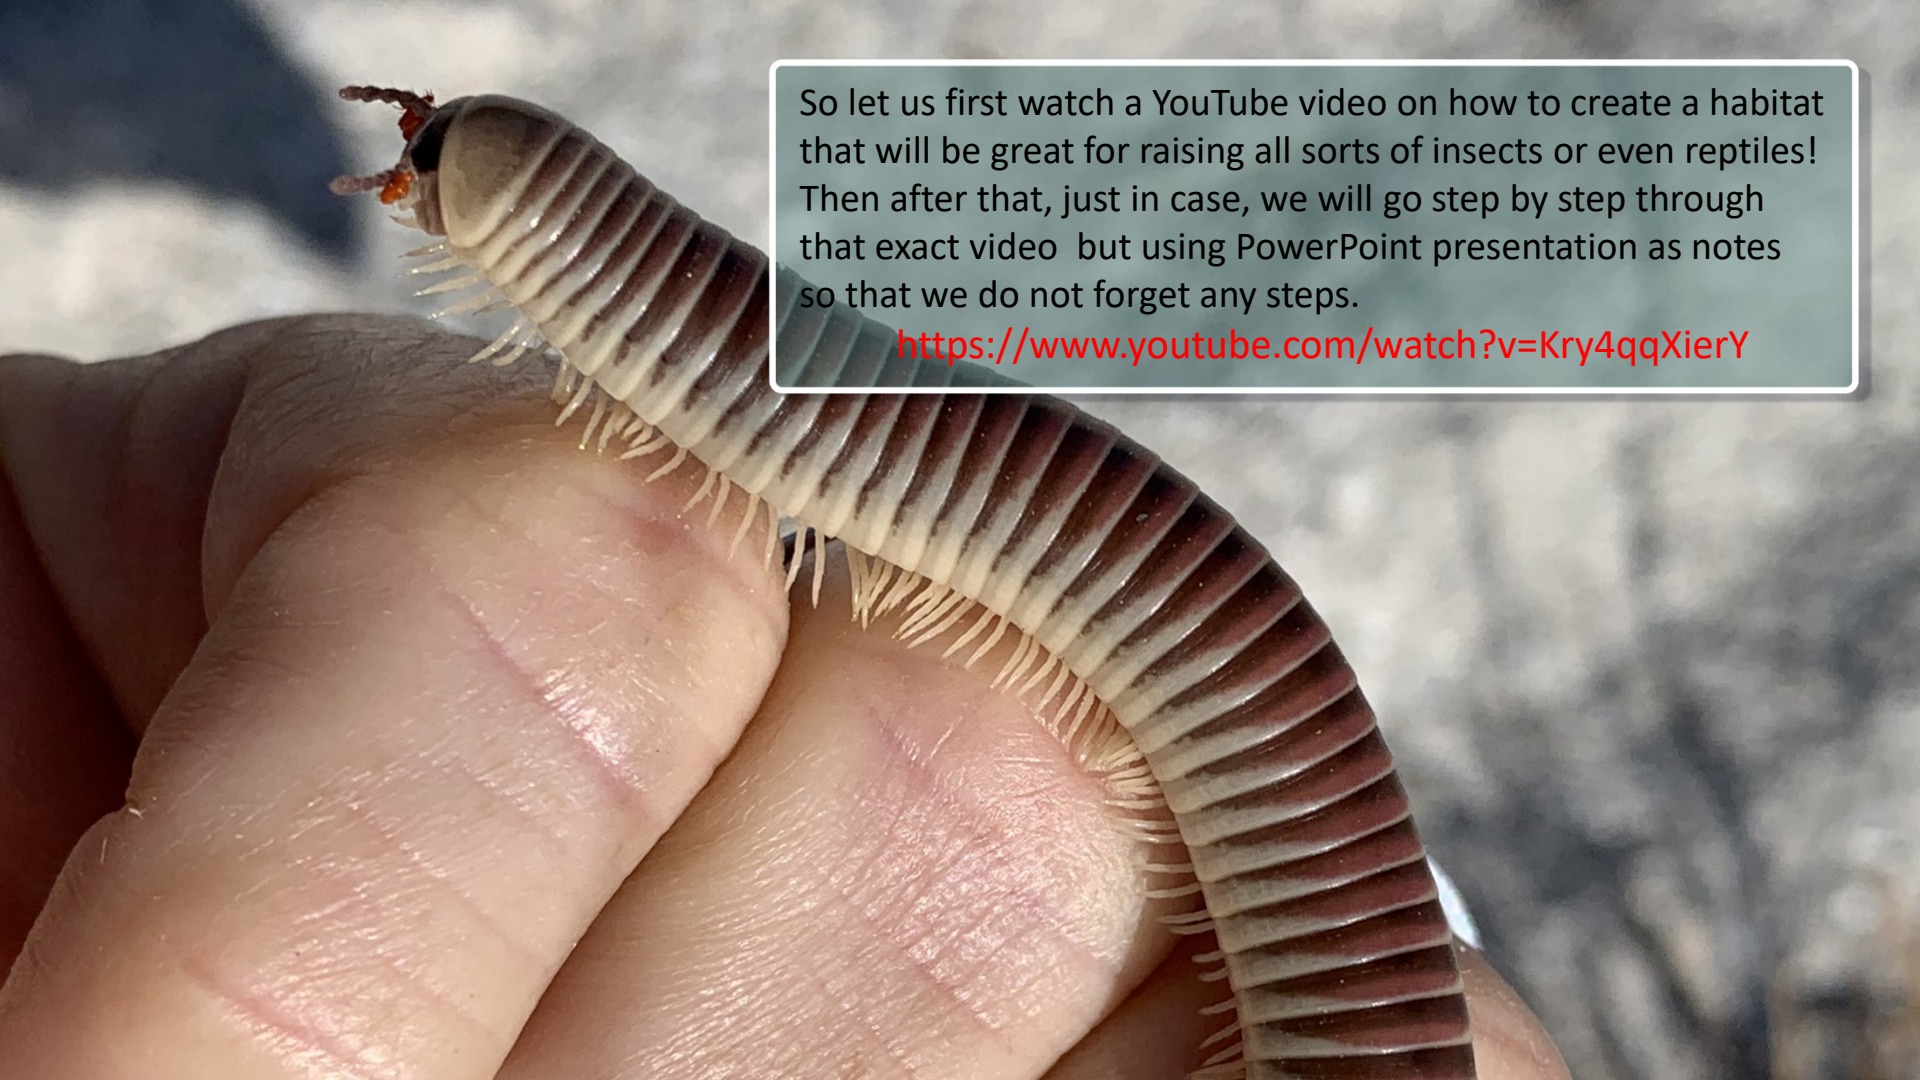 So let us first watch a YouTube video on how to create a habitat
that will be great for raising all sorts of insects or even reptiles!
Then after that, just in case, we will go step by step through
that exact video  but using PowerPoint presentation as notes
so that we do not forget any steps.
https://www.youtube.com/watch?v=Kry4qqXierY